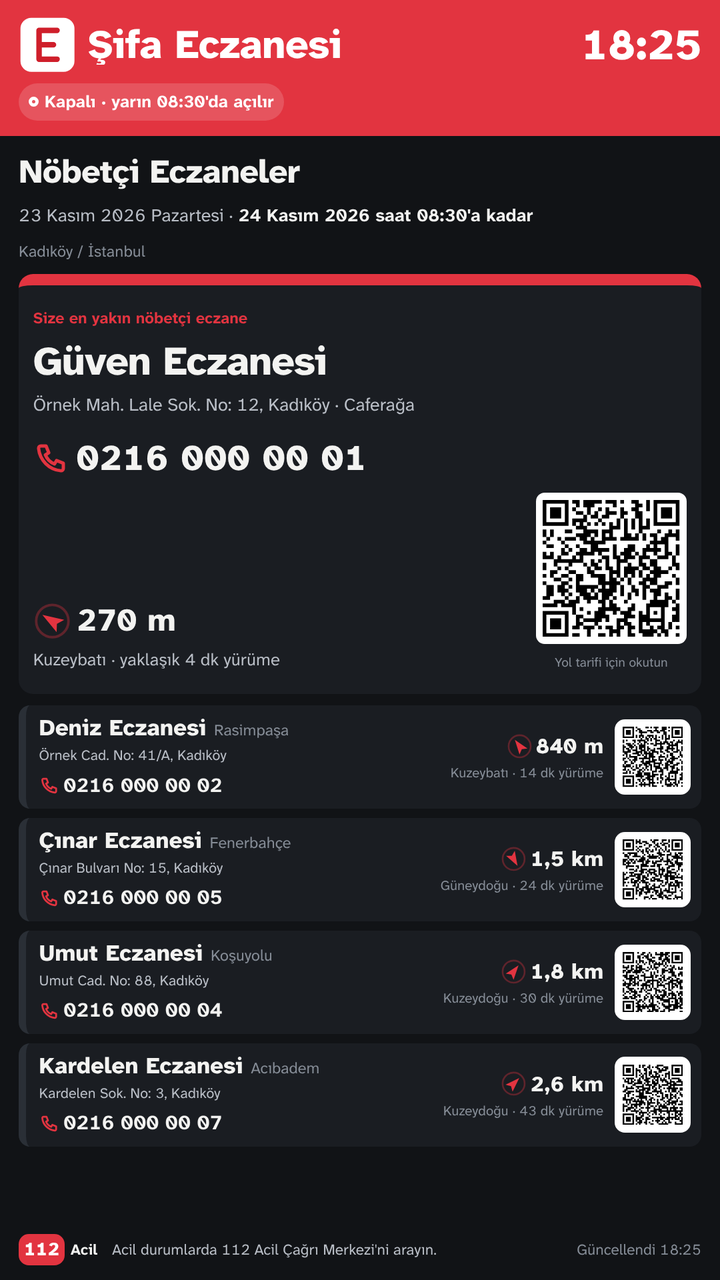 E Şifa Eczanesi 18:25
Kapalı · yarın 08:30'da açılır
Nöbetçi Eczaneler
23 Kasım 2026 Pazartesi · 24 Kasım 2026 saat 08:30'a kadar
Kadıköy / İstanbul
Size en yakın nöbetçi eczane
Güven Eczanesi
Örnek Mah. Lale Sok. No: 12, Kadıköy · Caferağa
0216 000 00 01
270 m
Kuzeybatı · yaklaşık 4 dk yürüme
Yol tarifi için okutun
Deniz Eczanesi Rasimpaşa
Örnek Cad. No: 41/A, Kadıköy
0216 000 00 02
840 m
Kuzeybatı · 14 dk yürüme
Çınar Eczanesi Fenerbahçe
Çınar Bulvarı No: 15, Kadıköy
0216 000 00 05
1,5 km
Güneydoğu · 24 dk yürüme
Umut Eczanesi Koşuyolu
Umut Cad. No: 88, Kadıköy
0216 000 00 04
1,8 km
Kuzeydoğu · 30 dk yürüme
Kardelen Eczanesi Acıbadem
Kardelen Sok. No: 3, Kadıköy
0216 000 00 07
2,6 km
Kuzeydoğu · 43 dk yürüme
112 Acil Acil durumlarda 112 Acil Çağrı Merkezi'ni arayın. Güncellendi 18:25